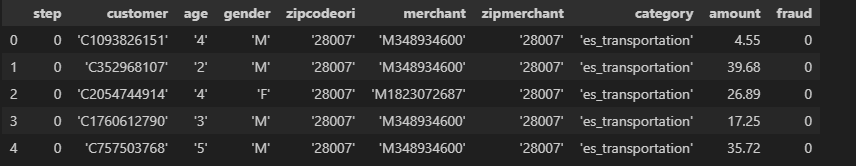 step customer age gender zipcodeori merchant zipmerchant category amount fraud
0 0 'C1093826151' '4' 'M' '28007' 'M348934600' '28007' 'es_transportation' 4.55 0
1 0 'C352968107' '2' 'M' '28007' 'M348934600' '28007' 'es_transportation' 39.68 0
2 0 'C2054744914' '4' 'F' '28007' 'M1823072687' '28007' 'es_transportation' 26.89 0
3 0 'C1760612790' '3' 'M' '28007' 'M348934600' '28007' 'es_transportation' 17.25 0
4 0 'C757503768' '5' 'M' '28007' 'M348934600' '28007' 'es_transportation' 35.72 0